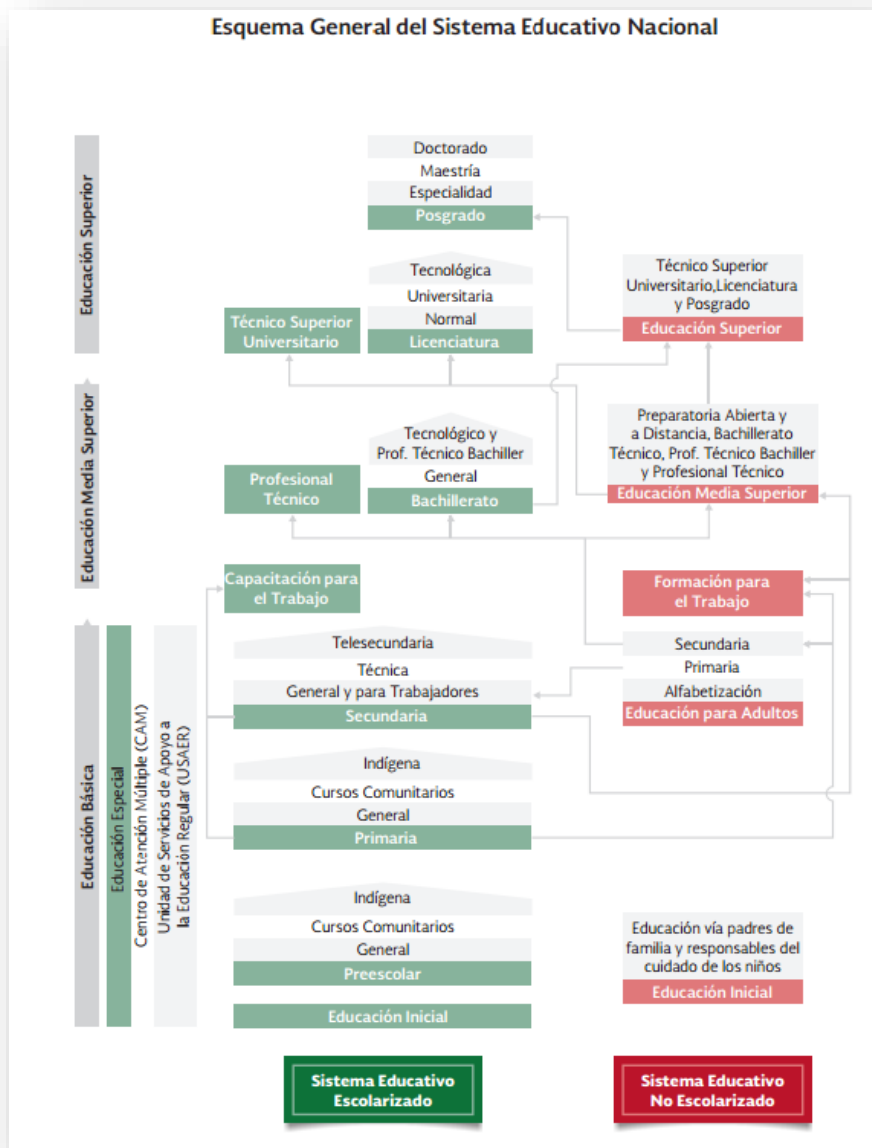 Esquema General del Sistema Educativo Nacional
Educación Superior
Doctorado
Maestría
Especialidad
Posgrado
Tecnológica
Universitaria
Normal
Licenciatura
Técnico Superior
Universitario
Técnico Superior
Universitario,Licenciatura
y Posgrado
Educación Superior
Educación Media Superior
Tecnológico y
Prof. Técnico Bachiller
General
Bachillerato
Profesional
Técnico
Preparatoria Abierta y
a Distancia, Bachillerato
Técnico, Prof. Técnico Bachiller
y Profesional Técnico
Educación Media Superior
Capacitación para
el Trabajo
Formación para
el Trabajo
Educación Básica
Educación Especial
Centro de Atención Múltiple (CAM)
Unidad de Servicios de Apoyo a
la Educación Regular (USAER)
Telesecundaria
Técnica
General y para Trabajadores
Secundaria
Secundaria
Primaria
Alfabetización
Educación para Adultos
Indígena
Cursos Comunitarios
General
Primaria
Indígena
Cursos Comunitarios
General
Preescolar
Educación Inicial
Educación vía padres de
familia y responsables del
cuidado de los niños
Educación Inicial
Sistema Educativo
Escolarizado
Sistema Educativo
No Escolarizado